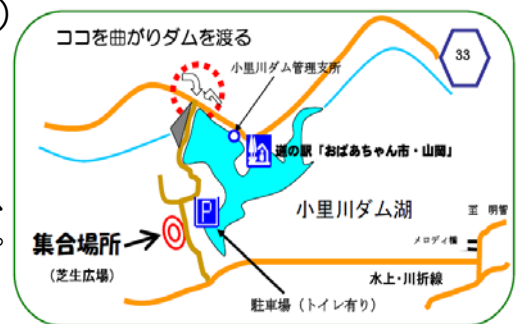 ココを曲がりダムを渡る
小里川ダム管理支所
33
道の駅「おばあちゃん市・山岡」
P
小里川ダム湖
至 明智
メロディ橋
集合場所
(芝生広場)
水上・川折線
駐車場(トイレ有り)